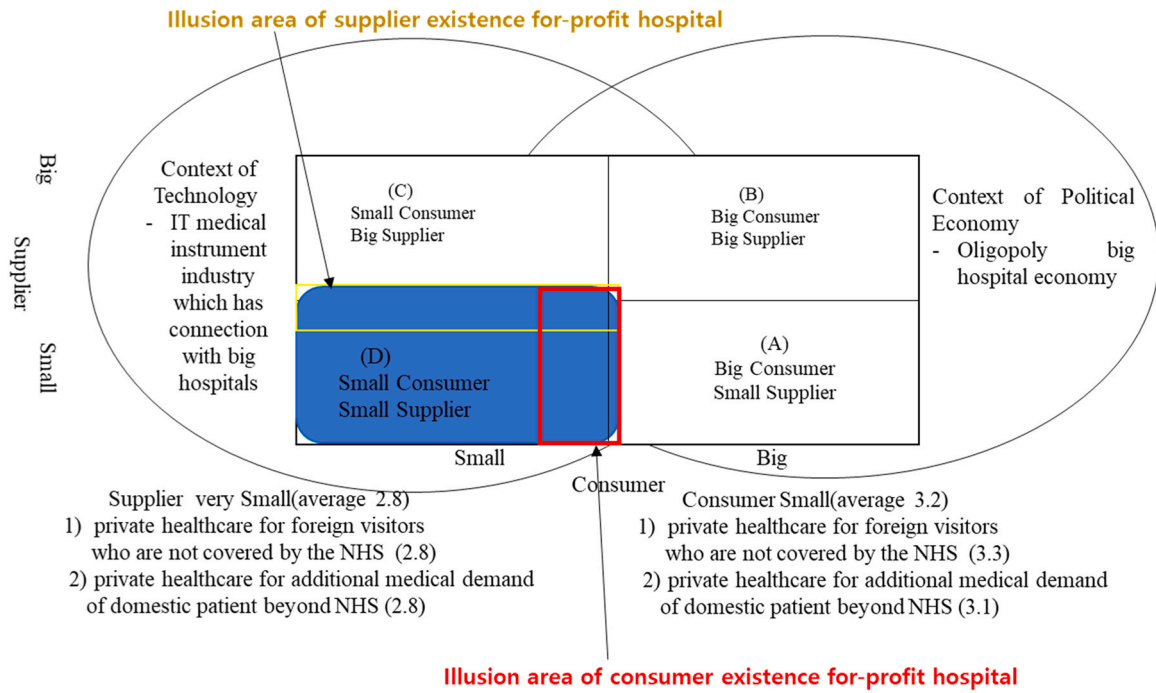 Illusion area of supplier existence for-profit hospital
Big
Supplier
Small
Context of
Technology
- IT medical
instrument
industry
which has
connection
with big
hospitals
(C)
Small Consumer
Big Supplier
(B)
Big Consumer
Big Supplier
Context of Political
Economy
- Oligopoly big
hospital economy
(D)
Small Consumer
Small Supplier
(A)
Big Consumer
Small Supplier
Small
Big
Consumer
Supplier very Small(average 2.8)
1) private healthcare for foreign visitors
who are not covered by the NHS (2.8)
2) private healthcare for additional medical demand
of domestic patient beyond NHS (2.8)
Consumer Small(average 3.2)
1) private healthcare for foreign visitors
who are not covered by the NHS (3.3)
2) private healthcare for additional medical demand
of domestic patient beyond NHS (3.1)
Illusion area of consumer existence for-profit hospital